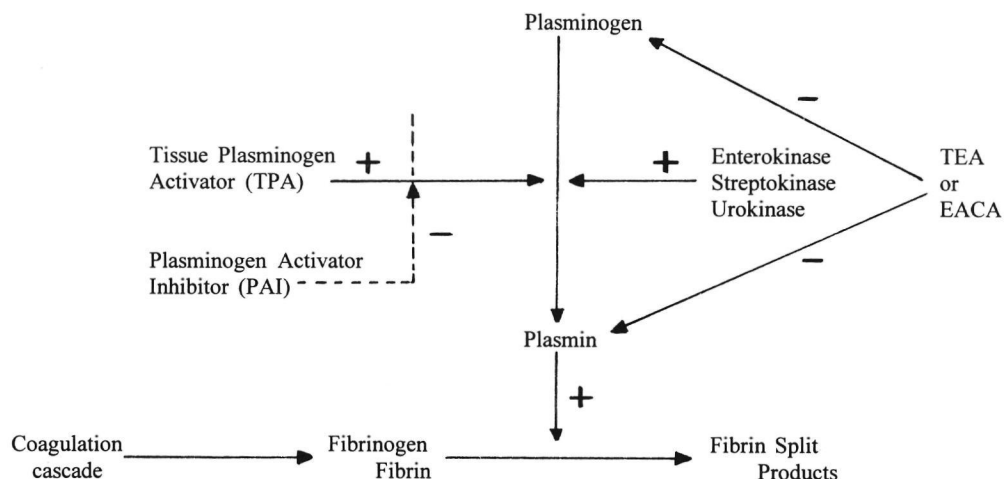 Plasminogen
−
Tissue Plasminogen
Activator (TPA)
+
+
Enterokinase
Streptokinase
Urokinase
TEA
or
EACA
−
Plasminogen Activator
Inhibitor (PAI)
−
Plasmin
+
Coagulation
cascade
Fibrinogen
Fibrin
Fibrin Split
Products